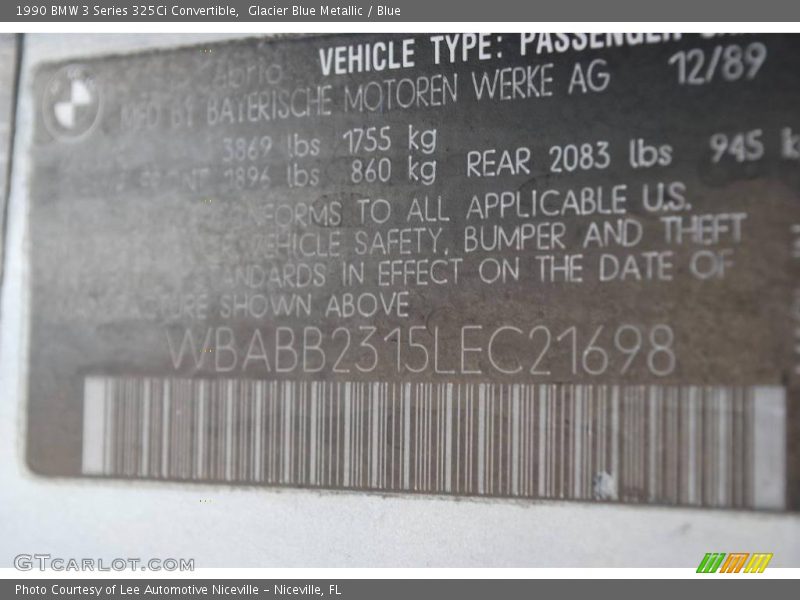 1990 BMW 3 Series 325Ci Convertible,  Glacier Blue Metallic / Blue
VEHICLE TYPE: PASSENGER
12/89
MFD BY BAYERISCHE MOTOREN WERKE AG
3869 lbs 1755 kg
1896 lbs 860 kg REAR 2083 lbs 945
TO ALL APPLICABLE U.S.
VEHICLE SAFETY, BUMPER AND THEFT
IN EFFECT ON THE DATE OF
SHOWN ABOVE
WBABB2315LEC21698
GTCARLOT.COM
Photo Courtesy of Lee Automotive Niceville – Niceville, FL